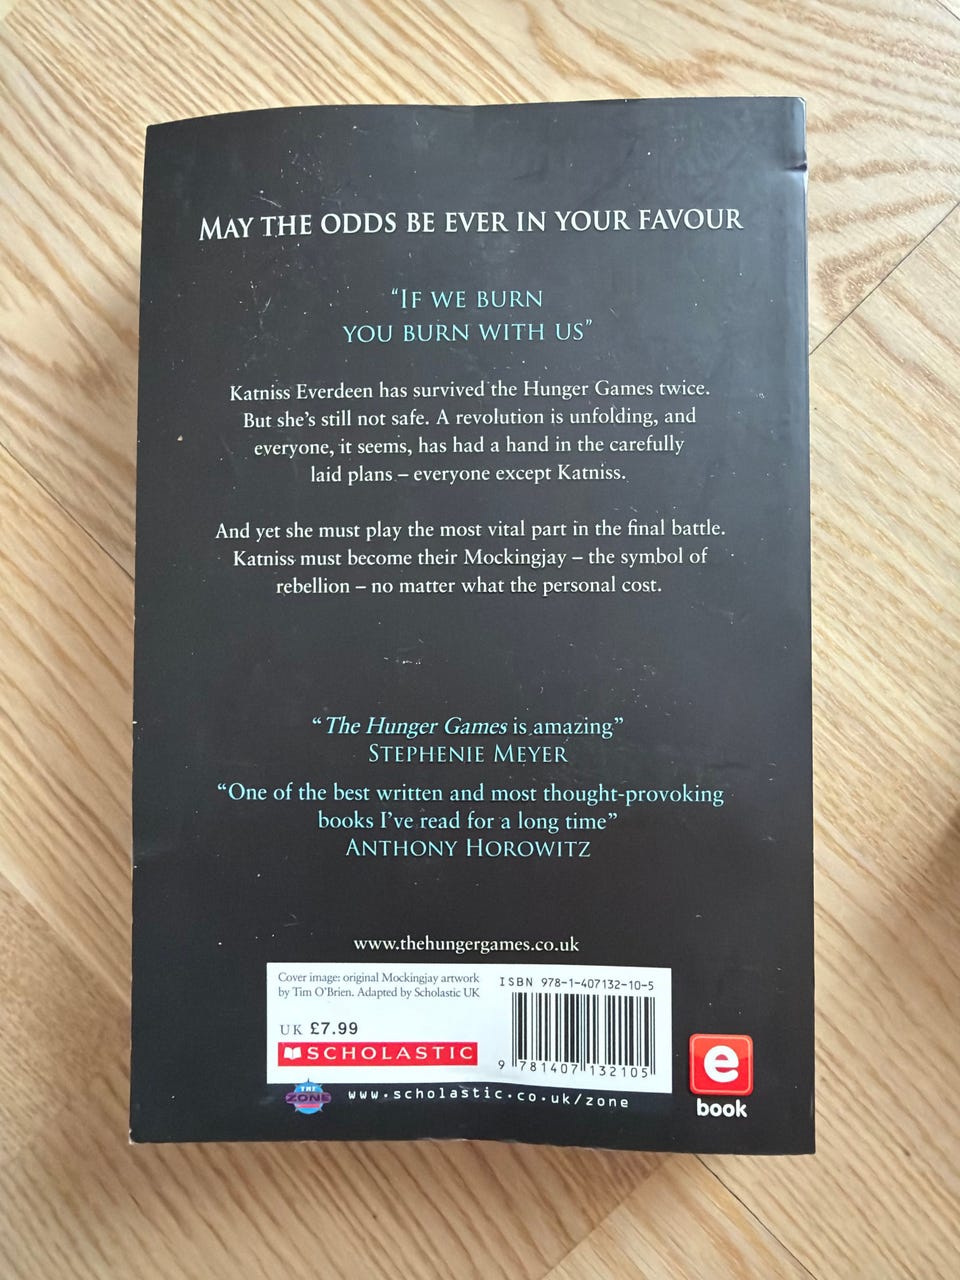 MAY THE ODDS BE EVER IN YOUR FAVOUR
“IF WE BURN
YOU BURN WITH US”
Katniss Everdeen has survived the Hunger Games twice.
But she’s still not safe. A revolution is unfolding, and
everyone, it seems, has had a hand in the carefully
laid plans – everyone except Katniss.
And yet she must play the most vital part in the final battle.
Katniss must become their Mockingjay – the symbol of
rebellion – no matter what the personal cost.
“The Hunger Games is amazing”
STEPHENIE MEYER
“One of the best written and most thought-provoking
books I’ve read for a long time”
ANTHONY HOROWITZ
www.thehungergames.co.uk
Cover image: original Mockingjay artwork
by Tim O’Brien. Adapted by Scholastic UK
UK £7.99
SCHOLASTIC
ISBN 978-1-407132-10-5
9 781407 132105
THE
ZONE
www.scholastic.co.uk/zone
e
book